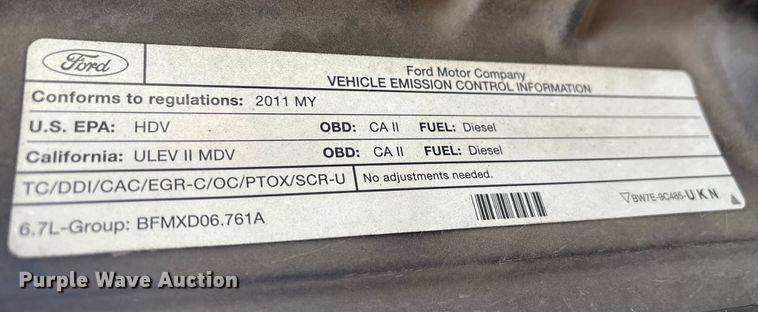 Ford
Ford Motor Company
VEHICLE EMISSION CONTROL INFORMATION
Conforms to regulations: 2011 MY
U.S. EPA: HDV OBD: CA II FUEL: Diesel
California: ULEV II MDV OBD: CA II FUEL: Diesel
TC/DDI/CAC/EGR-C/OC/PTOX/SCR-U No adjustments needed.
6.7L-Group: BFMXD06.761A
BW7E-9C485-UKN
Purple Wave Auction